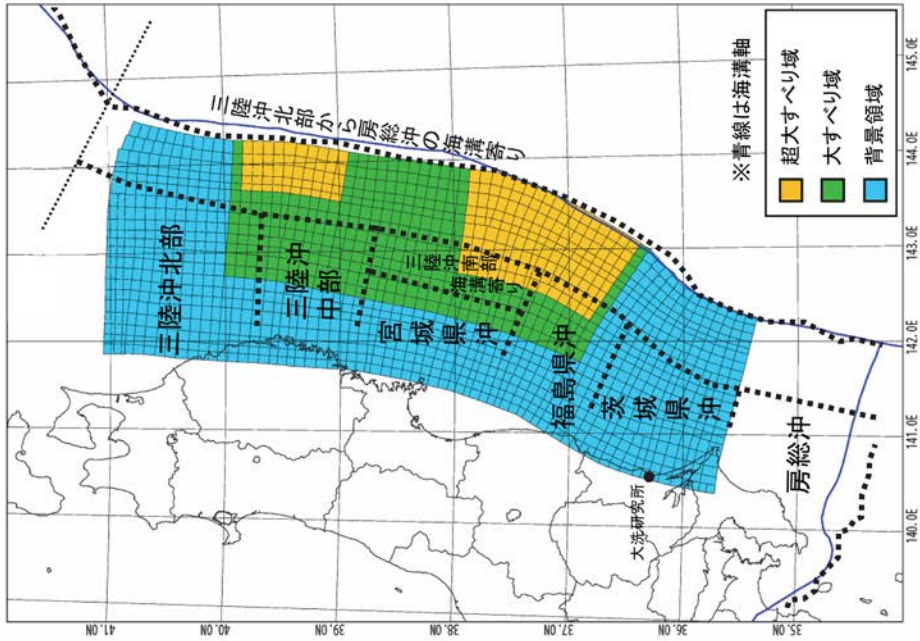 三陸沖北部から房総沖の海溝寄り
三陸沖北部
三陸沖
中部
三陸沖南部
海溝寄り
宮城県沖
福島県沖
茨城県沖
房総沖
大洗研究所
※青線は海溝軸
超大すべり域
大すべり域
背景領域
41.0N
40.0N
39.0N
38.0N
37.0N
36.0N
35.0N
140.0E
141.0E
142.0E
143.0E
144.0E
145.0E